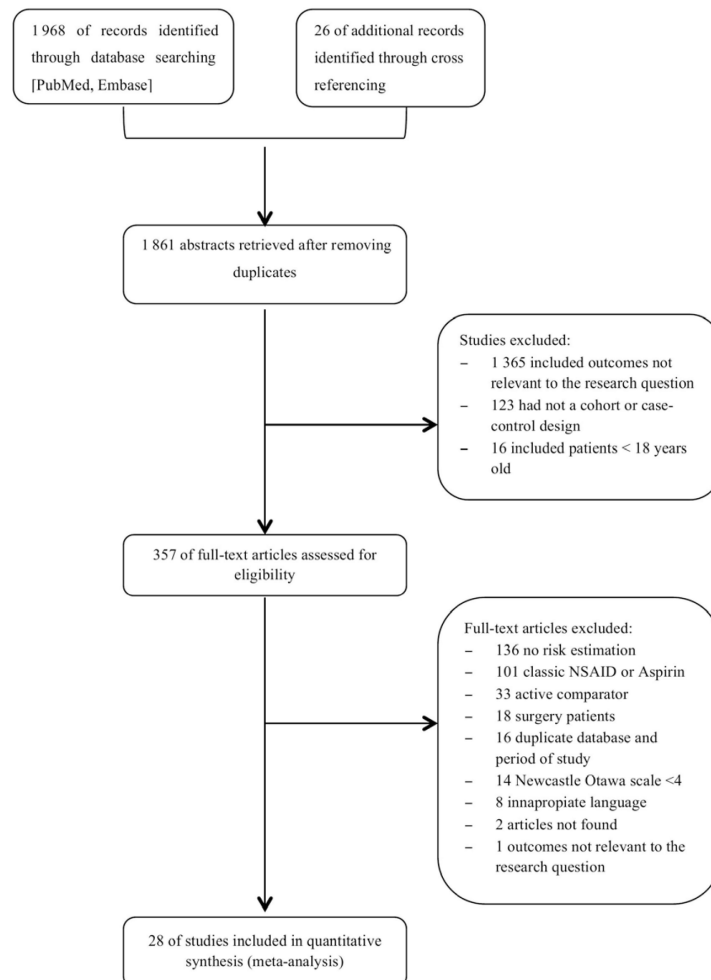 1 968 of records identified
through database searching
[PubMed, Embase]
26 of additional records
identified through cross
referencing
1 861 abstracts retrieved after removing
duplicates
Studies excluded:
– 1 365 included outcomes not
relevant to the research question
– 123 had not a cohort or case-
control design
– 16 included patients < 18 years
old
357 of full-text articles assessed for
eligibility
Full-text articles excluded:
– 136 no risk estimation
– 101 classic NSAID or Aspirin
– 33 active comparator
– 18 surgery patients
– 16 duplicate database and
period of study
– 14 Newcastle Otawa scale <4
– 8 innapropiate language
– 2 articles not found
– 1 outcomes not relevant to the
research question
28 of studies included in quantitative
synthesis (meta-analysis)